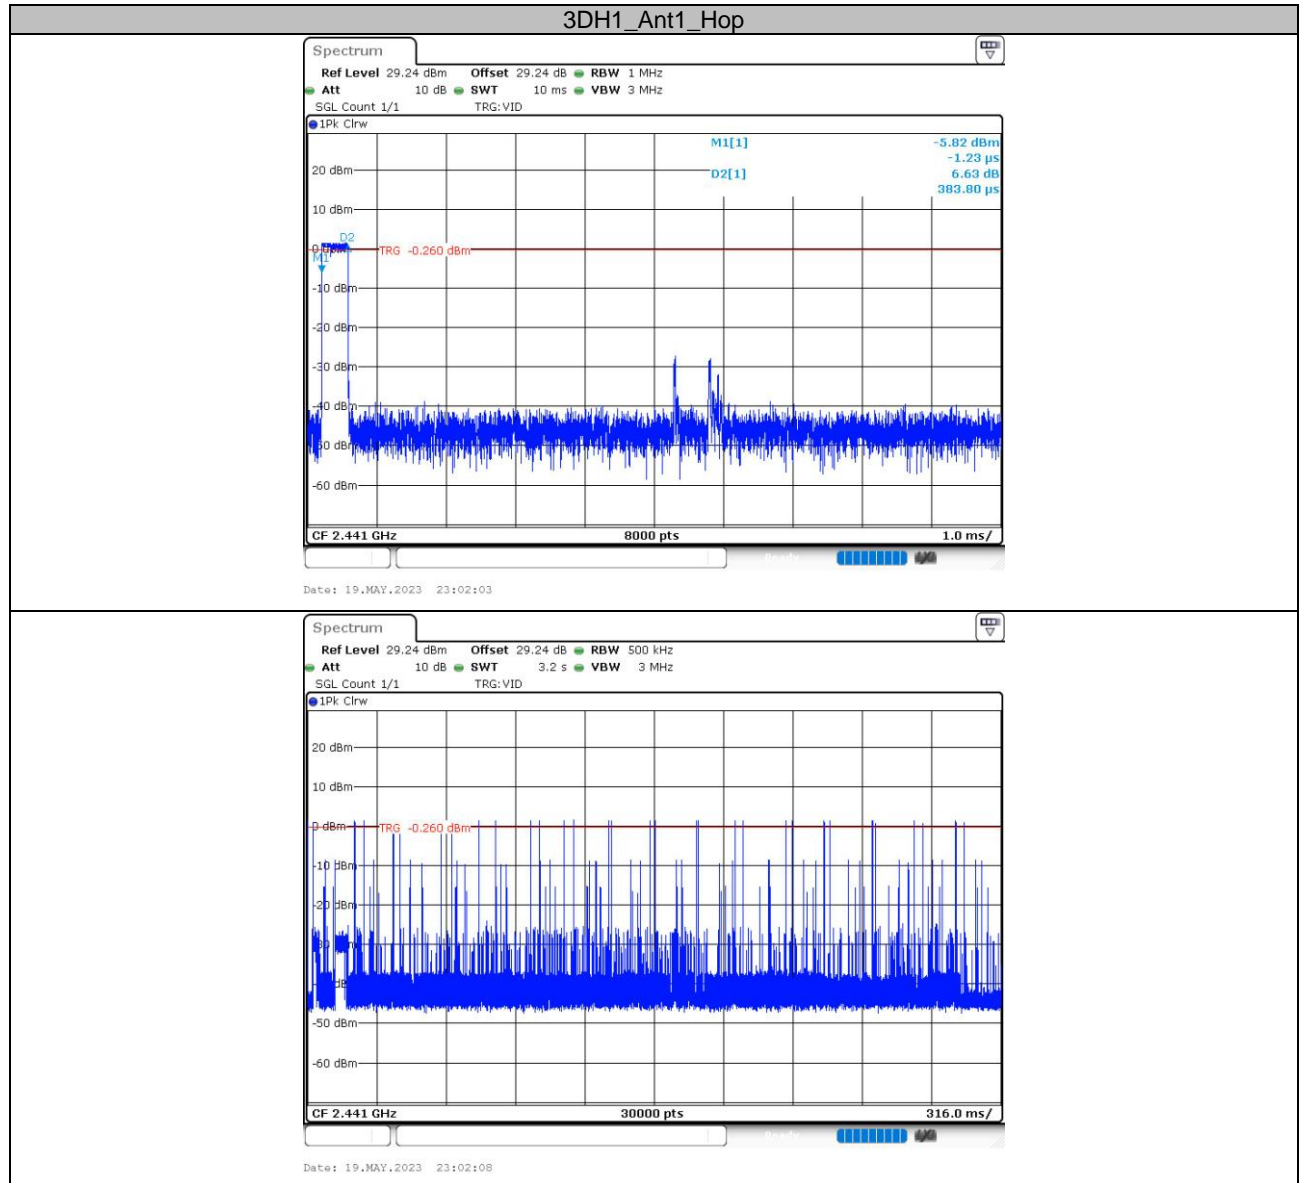 3DH1_Ant1_Hop
Spectrum
Ref Level 29.24 dBm Offset 29.24 dB RBW 1 MHz
Att 10 dB SWT 10 ms VBW 3 MHz
SGL Count 1/1 TRG:VID
1Pk Clrw
M1[1] -5.82 dBm
-1.23 µs
20 dBm D2[1] 6.63 dB
383.80 µs
10 dBm
D2
TRG -0.260 dBm
M1
-10 dBm
-20 dBm
-30 dBm
-40 dBm
-50 dBm
-60 dBm
CF 2.441 GHz 8000 pts 1.0 ms/
Ready
Date: 19.MAY.2023 23:02:03
Spectrum
Ref Level 29.24 dBm Offset 29.24 dB RBW 500 kHz
Att 10 dB SWT 3.2 s VBW 3 MHz
SGL Count 1/1 TRG:VID
1Pk Clrw
20 dBm
10 dBm
0 dBm TRG -0.260 dBm
-10 dBm
-20 dBm
-50 dBm
-60 dBm
CF 2.441 GHz 30000 pts 316.0 ms/
Ready
Date: 19.MAY.2023 23:02:08